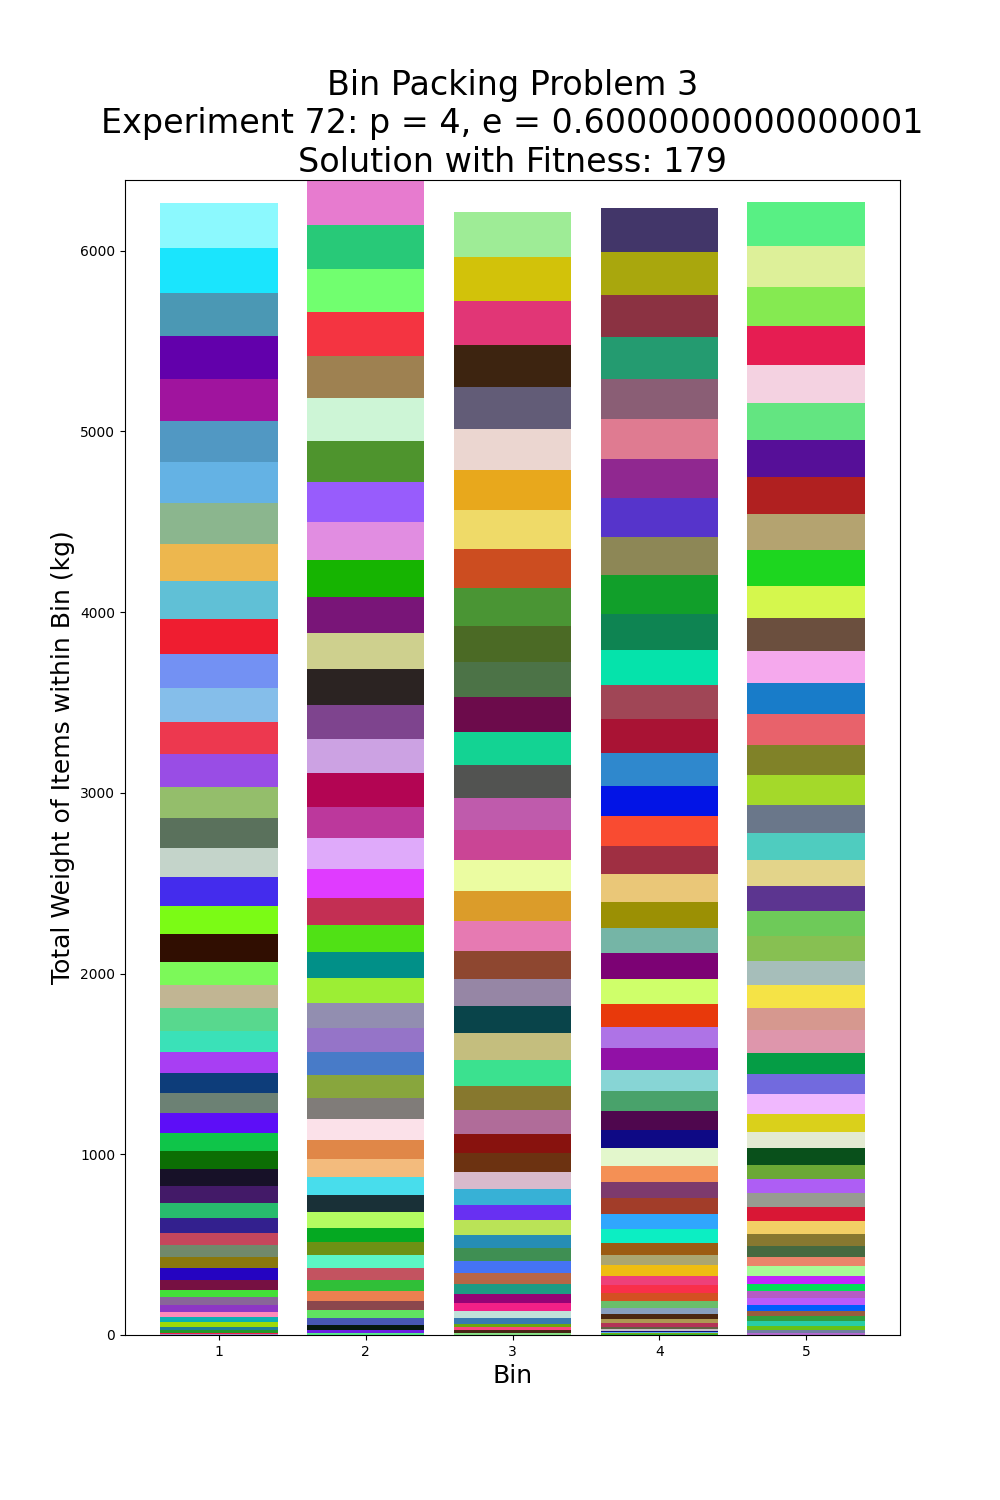 Bin Packing Problem 3
Experiment 72: p = 4, e = 0.6000000000000001
Solution with Fitness: 179
Total Weight of Items within Bin (kg)
6000
5000
4000
3000
2000
1000
0
1 2 3 4 5
Bin